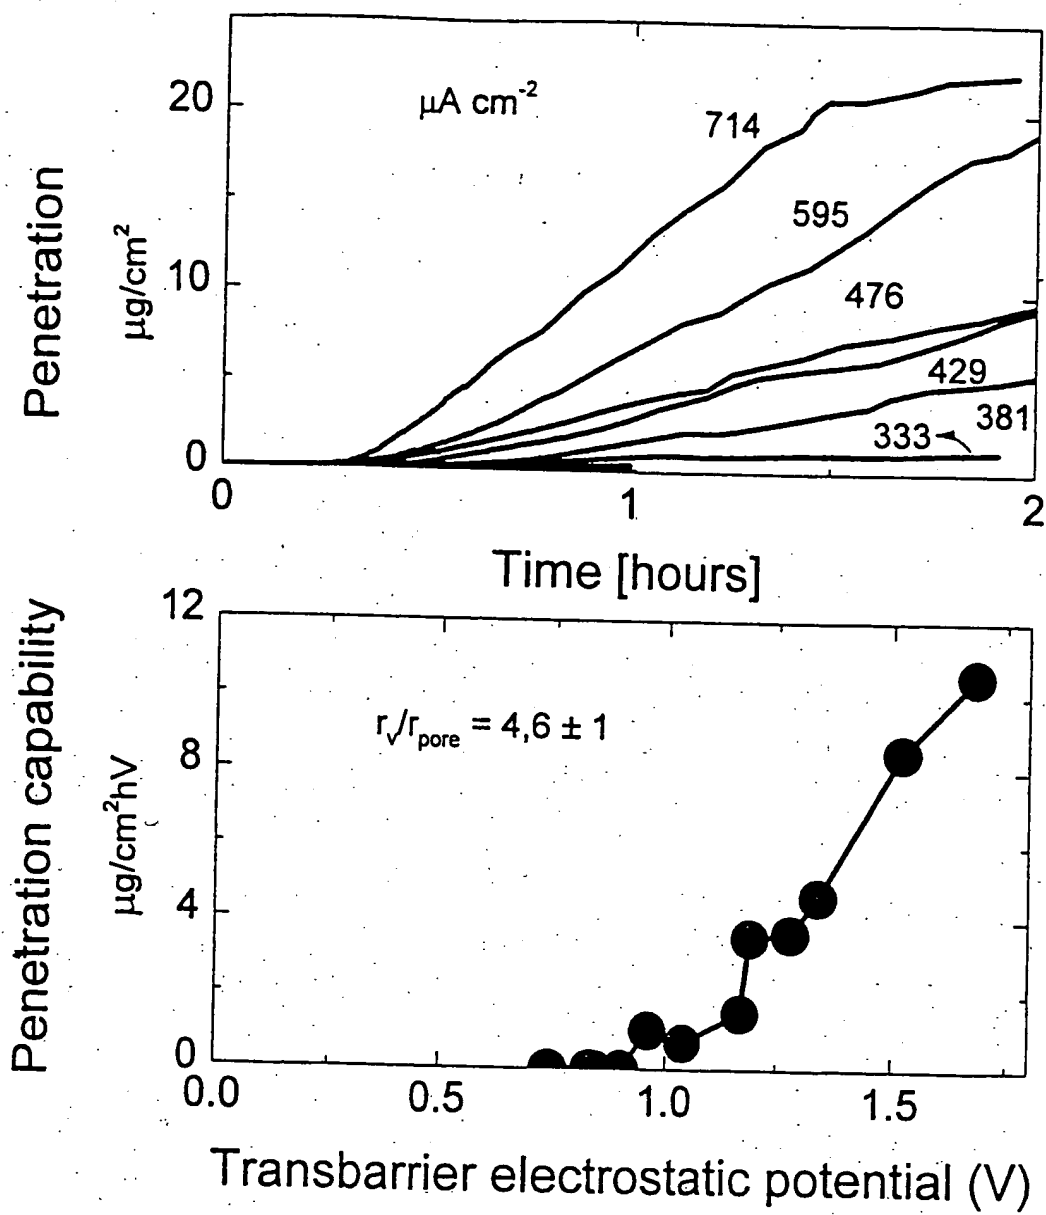 μA cm-2
714
595
476
429
381
333
Penetration
μg/cm2
20
10
0
0
1
2
Time [hours]
Penetration capability
μg/cm2hV
12
8
4
0
rv/rpore = 4,6 ± 1
0.0
0.5
1.0
1.5
Transbarrier electrostatic potential (V)